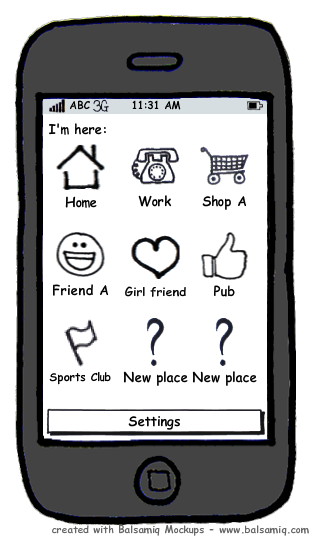 ABC 3G 11:31 AM
I'm here:
Home Work Shop A
Friend A Girl friend Pub
Sports Club New place New place
Settings
created with Balsamiq Mockups - www.balsamiq.com